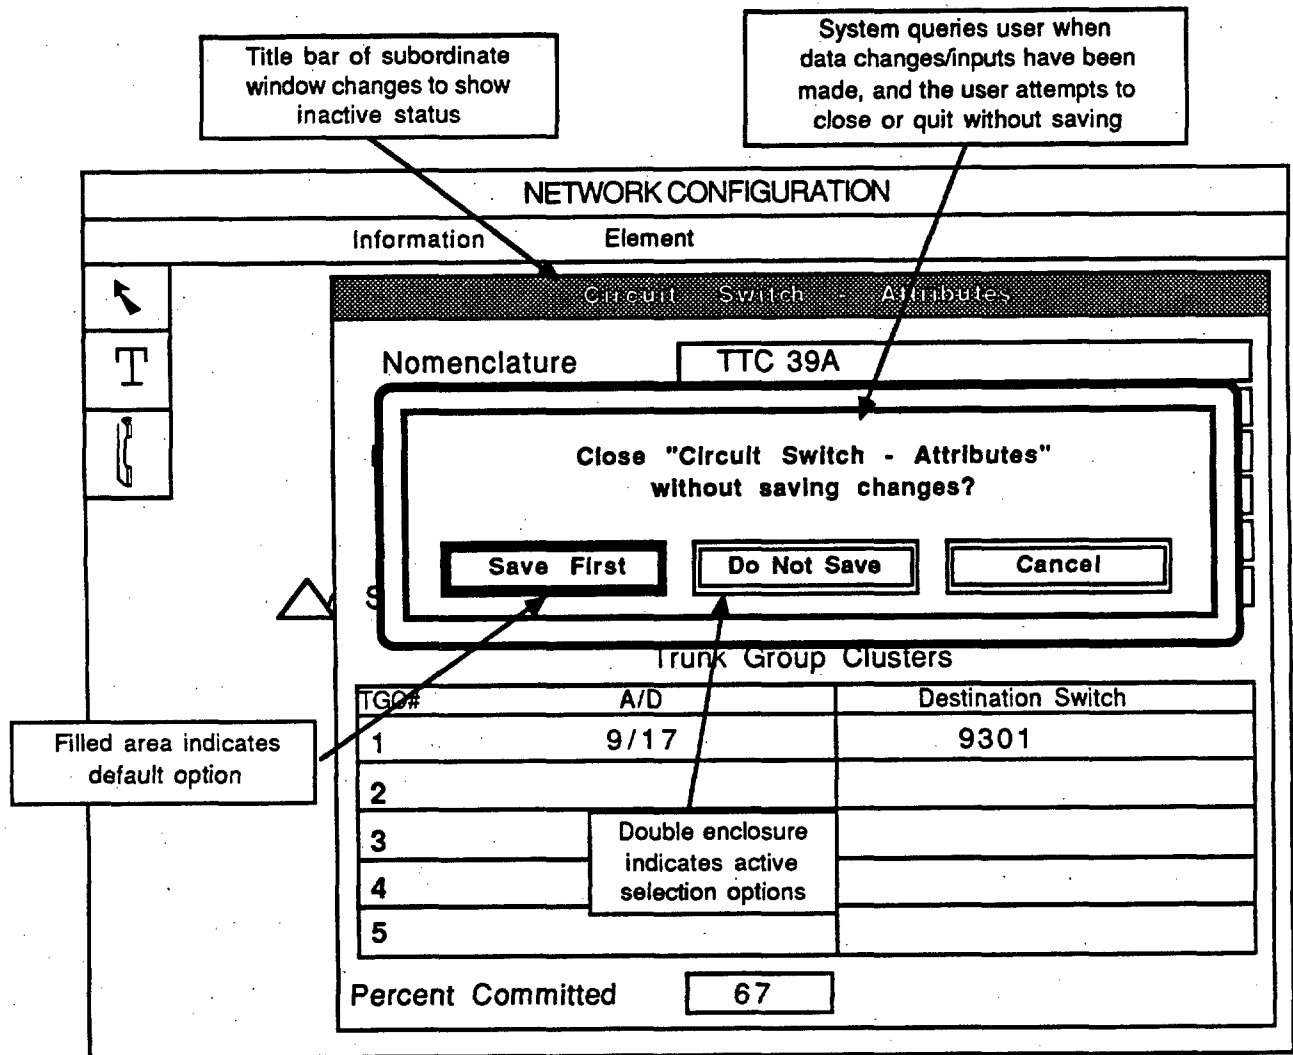 Title bar of subordinate
window changes to show
inactive status
System queries user when
data changes/inputs have been
made, and the user attempts to
close or quit without saving
NETWORK CONFIGURATION
Information Element
Circuit Switch - Attributes
T
Nomenclature TTC 39A
Close "Circuit Switch - Attributes"
without saving changes?
Save First Do Not Save Cancel
S
Trunk Group Clusters
TGC# A/D Destination Switch
Filled area indicates
default option
1 9/17 9301
2
3
4
5
Double enclosure
indicates active
selection options
Percent Committed 67